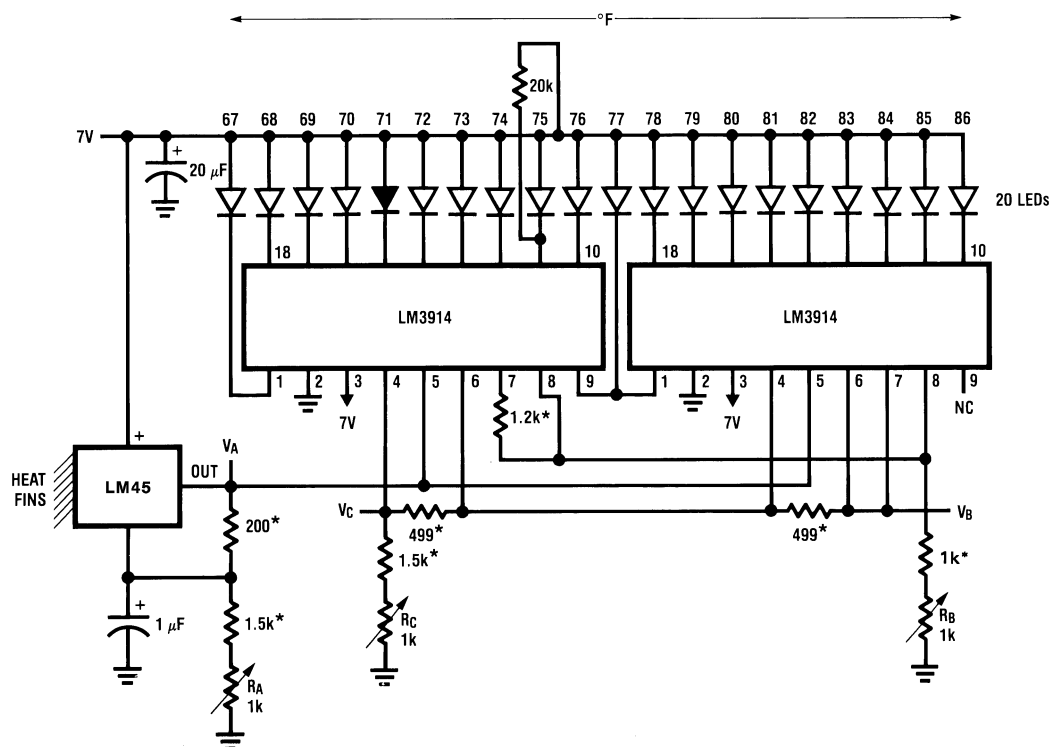 °F
20k
67 68 69 70 71 72 73 74 75 76 77 78 79 80 81 82 83 84 85 86
7V
+
20 μF
20 LEDs
18 10 18 10
LM3914 LM3914
1 2 3 4 5 6 7 8 9 1 2 3 4 5 6 7 8 9
7V 7V NC
1.2k*
+
VA
HEAT FINS
LM45
OUT
VC VB
200* 499* 499*
1.5k* 1k*
+
1 μF
1.5k*
RC 1k
RB 1k
RA 1k